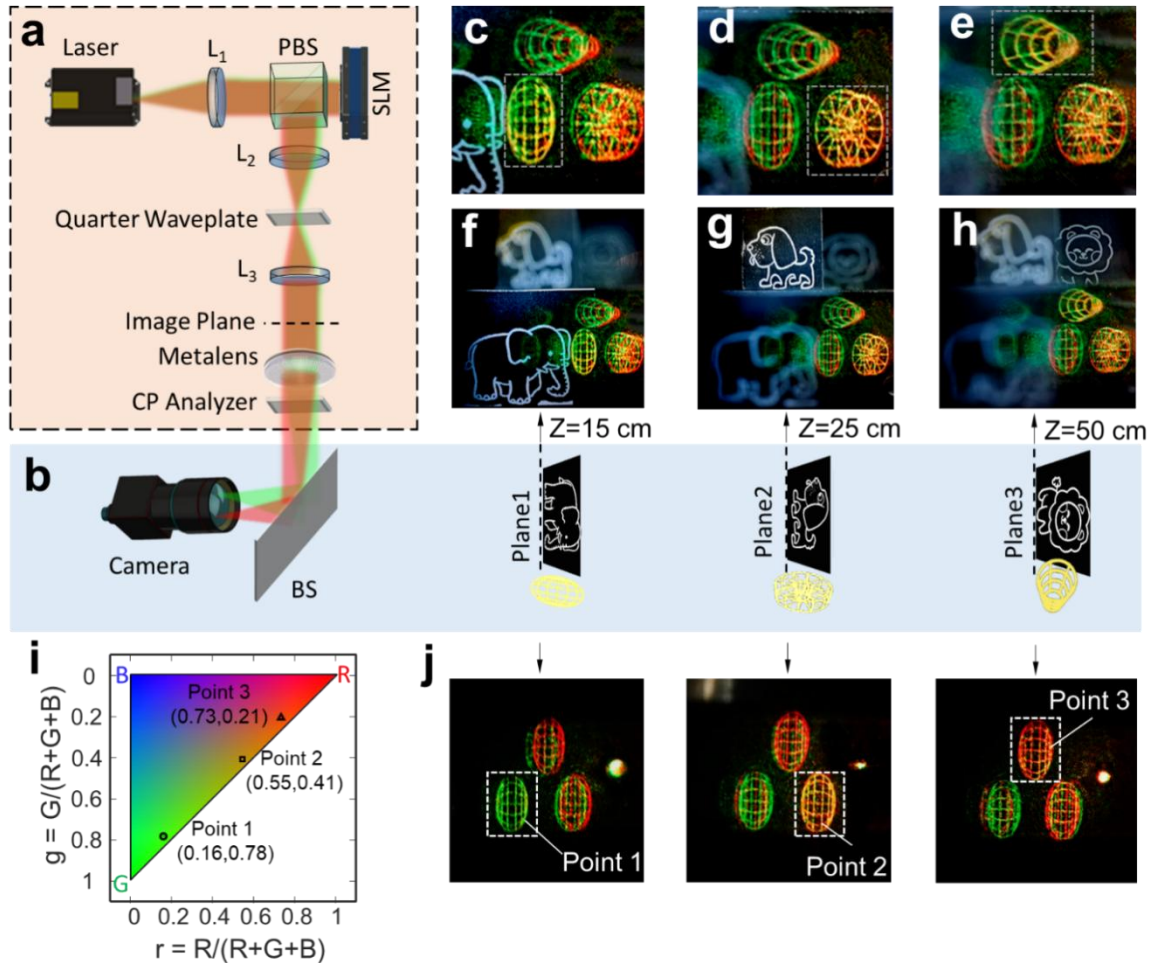 a
Laser
L1
PBS
SLM
L2
Quarter Waveplate
L3
Image Plane
Metalens
CP Analyzer
b
Camera
BS
c
d
e
f
g
h
Z=15 cm
Z=25 cm
Z=50 cm
Plane1
Plane2
Plane3
i
B
R
G
Point 3
(0.73,0.21)
Point 2
(0.55,0.41)
Point 1
(0.16,0.78)
0
0.2
0.4
0.6
0.8
1
g = G/(R+G+B)
0 0.2 0.4 0.6 0.8 1
r = R/(R+G+B)
j
Point 1
Point 2
Point 3